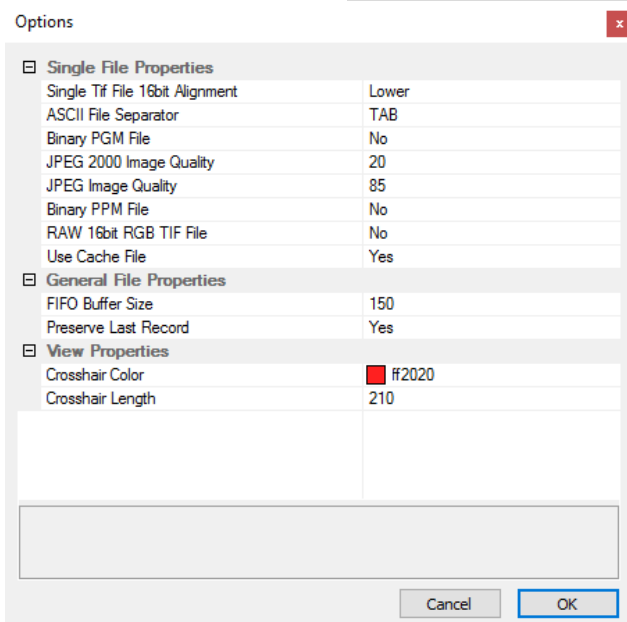 Options
x
Single File Properties
Single Tif File 16bit Alignment Lower
ASCII File Separator TAB
Binary PGM File No
JPEG 2000 Image Quality 20
JPEG Image Quality 85
Binary PPM File No
RAW 16bit RGB TIF File No
Use Cache File Yes
General File Properties
FIFO Buffer Size 150
Preserve Last Record Yes
View Properties
Crosshair Color ff2020
Crosshair Length 210
Cancel OK